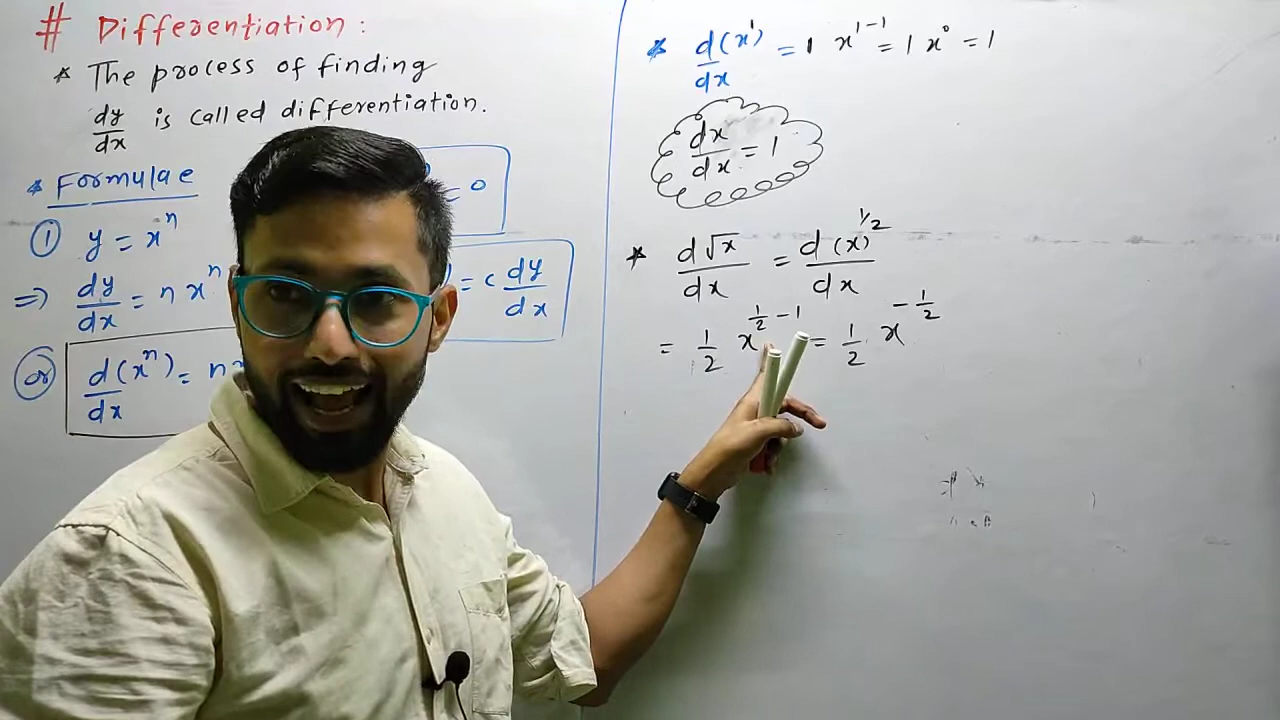 # Differentiation :
* The process of finding
dy/dx is called differentiation.
* Formulae
① y = xⁿ
= 0
=> dy/dx = n xⁿ
= c dy/dx
or d/dx (xⁿ) = n
* d(x¹)/dx = 1 x¹⁻¹ = 1 x⁰ = 1
dx/dx = 1
* d√x/dx = d(x)^1/2 / dx
= 1/2 x^(1/2 - 1) = 1/2 x^(-1/2)